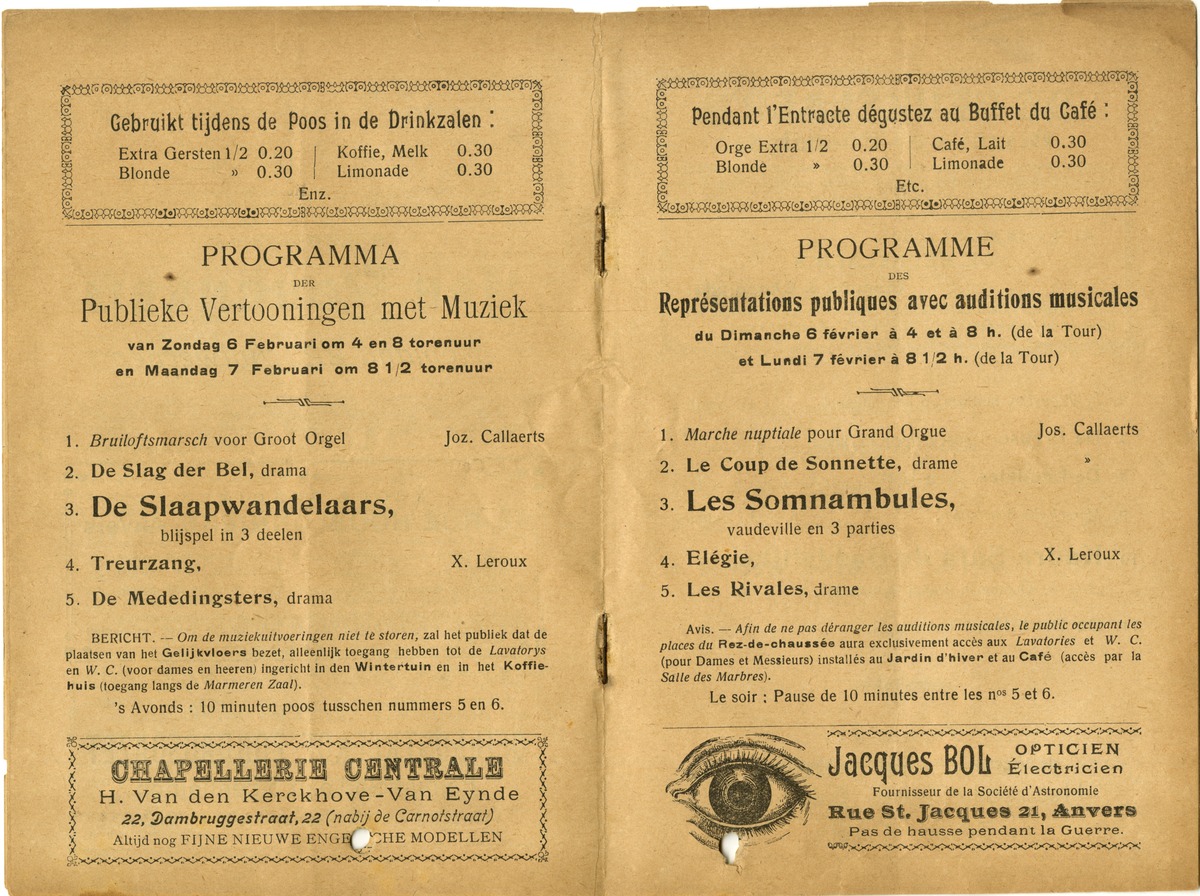 Gebruikt tijdens de Poos in de Drinkzalen :
Extra Gersten 1/2 0.20 | Koffie, Melk 0.30
Blonde » 0.30 | Limonade 0.30
Enz.
PROGRAMMA
DER
Publieke Vertooningen met Muziek
van Zondag 6 Februari om 4 en 8 torenuur
en Maandag 7 Februari om 8 1/2 torenuur
1. Bruiloftsmarsch voor Groot Orgel Joz. Callaerts
2. De Slag der Bel, drama
3. De Slaapwandelaars,
blijspel in 3 deelen
4. Treurzang, X. Leroux
5. De Mededingsters, drama
BERICHT. — Om de muziekuitvoeringen niet te storen, zal het publiek dat de
plaatsen van het Gelijkvloers bezet, alleenlijk toegang hebben tot de Lavatorys
en W. C. (voor dames en heeren) ingericht in den Wintertuin en in het Koffie-
huis (toegang langs de Marmeren Zaal).
's Avonds : 10 minuten poos tusschen nummers 5 en 6.
CHAPELLERIE CENTRALE
H. Van den Kerckhove-Van Eynde
22, Dambruggestraat, 22 (nabij de Carnotstraat)
Altijd nog FIJNE NIEUWE ENGE CHE MODELLEN
Pendant l'Entracte dégustez au Buffet du Café :
Orge Extra 1/2 0.20 | Café, Lait 0.30
Blonde » 0.30 | Limonade 0.30
Etc.
PROGRAMME
DES
Représentations publiques avec auditions musicales
du Dimanche 6 février à 4 et à 8 h. (de la Tour)
et Lundi 7 février à 8 1/2 h. (de la Tour)
1. Marche nuptiale pour Grand Orgue Jos. Callaerts
2. Le Coup de Sonnette, drame »
3. Les Somnambules,
vaudeville en 3 parties
4. Elégie, X. Leroux
5. Les Rivales, drame
Avis. — Afin de ne pas déranger les auditions musicales, le public occupant les
places du Rez-de-chaussée aura exclusivement accès aux Lavatories et W. C.
(pour Dames et Messieurs) installés au Jardin d'hiver et au Café (accès par la
Salle des Marbres).
Le soir : Pause de 10 minutes entre les nos 5 et 6.
Jacques BOL OPTICIEN
Électricien
Fournisseur de la Société d'Astronomie
Rue St. Jacques 21, Anvers
Pas de hausse pendant la Guerre.